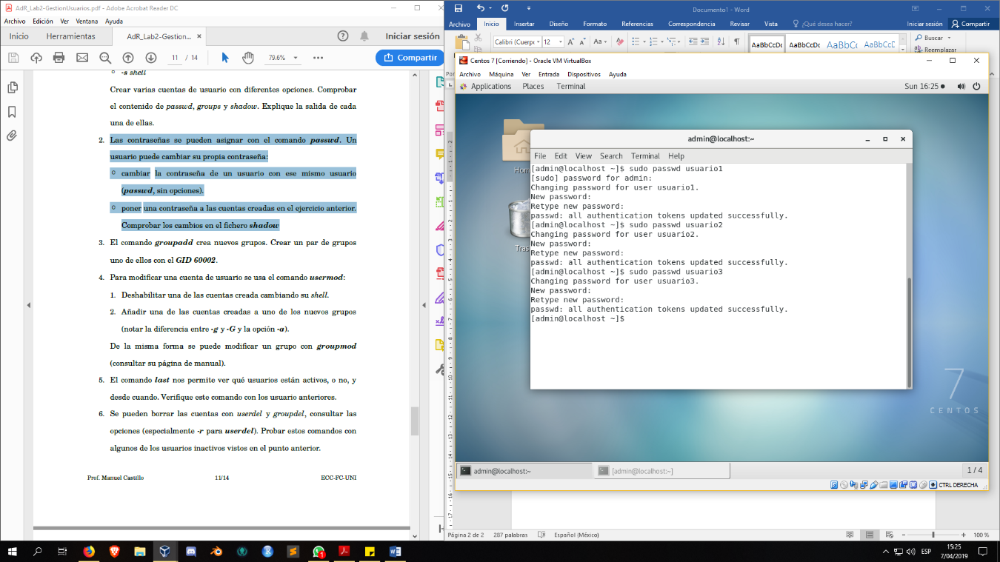 AdR_Lab2-GestionUsuarios.pdf - Adobe Acrobat Reader DC
Archivo Edición Ver Ventana Ayuda
Inicio Herramientas AdR_Lab2-Gestion... × Iniciar sesión
11 / 14 79.6% Compartir
-s shell
Crear varias cuentas de usuario con diferentes opciones. Comprobar
el contenido de passwd, groups y shadow. Explique la salida de cada
una de ellas.
2. Las contraseñas se pueden asignar con el comando passwd. Un
usuario puede cambiar su propia contraseña:
cambiar la contraseña de un usuario con ese mismo usuario
(passwd, sin opciones).
poner una contraseña a las cuentas creadas en el ejercicio anterior.
Comprobar los cambios en el fichero shadow
3. El comando groupadd crea nuevos grupos. Crear un par de grupos
uno de ellos con el GID 60002.
4. Para modificar una cuenta de usuario se usa el comando usermod:
1. Deshabilitar una de las cuentas creada cambiando su shell.
2. Añadir una de las cuentas creadas a uno de los nuevos grupos
(notar la diferencia entre -g y -G y la opción -a).
De la misma forma se puede modificar un grupo con groupmod
(consultar su página de manual).
5. El comando last nos permite ver qué usuarios están activos, o no, y
desde cuando. Verifique este comando con los usuario anteriores.
6. Se pueden borrar las cuentas con userdel y groupdel, consultar las
opciones (especialmente -r para userdel). Probar estos comandos con
algunos de los usuarios inactivos vistos en el punto anterior.
Prof. Manuel Castillo 11/14 ECC-FC-UNI
Documento1 - Word
Archivo Inicio Insertar Diseño Formato Referencias Correspondencia Revisar Vista ¿Qué desea hacer? Iniciar sesión Compartir
Calibri (Cuerp 12 Aa AaBbCcDc AaBbCcDc AaBbC AaBbCcE Buscar
Reemplazar
Centos 7 [Corriendo] - Oracle VM VirtualBox
Archivo Máquina Ver Entrada Dispositivos Ayuda
Applications Places Terminal Sun 16:25
Hom
Tras
admin@localhost:~
File Edit View Search Terminal Help
[admin@localhost ~]$ sudo passwd usuario1
[sudo] password for admin:
Changing password for user usuario1.
New password:
Retype new password:
passwd: all authentication tokens updated successfully.
[admin@localhost ~]$ sudo passwd usuario2
Changing password for user usuario2.
New password:
Retype new password:
passwd: all authentication tokens updated successfully.
[admin@localhost ~]$ sudo passwd usuario3
Changing password for user usuario3.
New password:
Retype new password:
passwd: all authentication tokens updated successfully.
[admin@localhost ~]$
7
CENTOS
admin@localhost:~ [admin@localhost:~] 1 / 4
CTRL DERECHA
Página 2 de 2 287 palabras Español (México) 100 %
ESP 15:25
7/04/2019